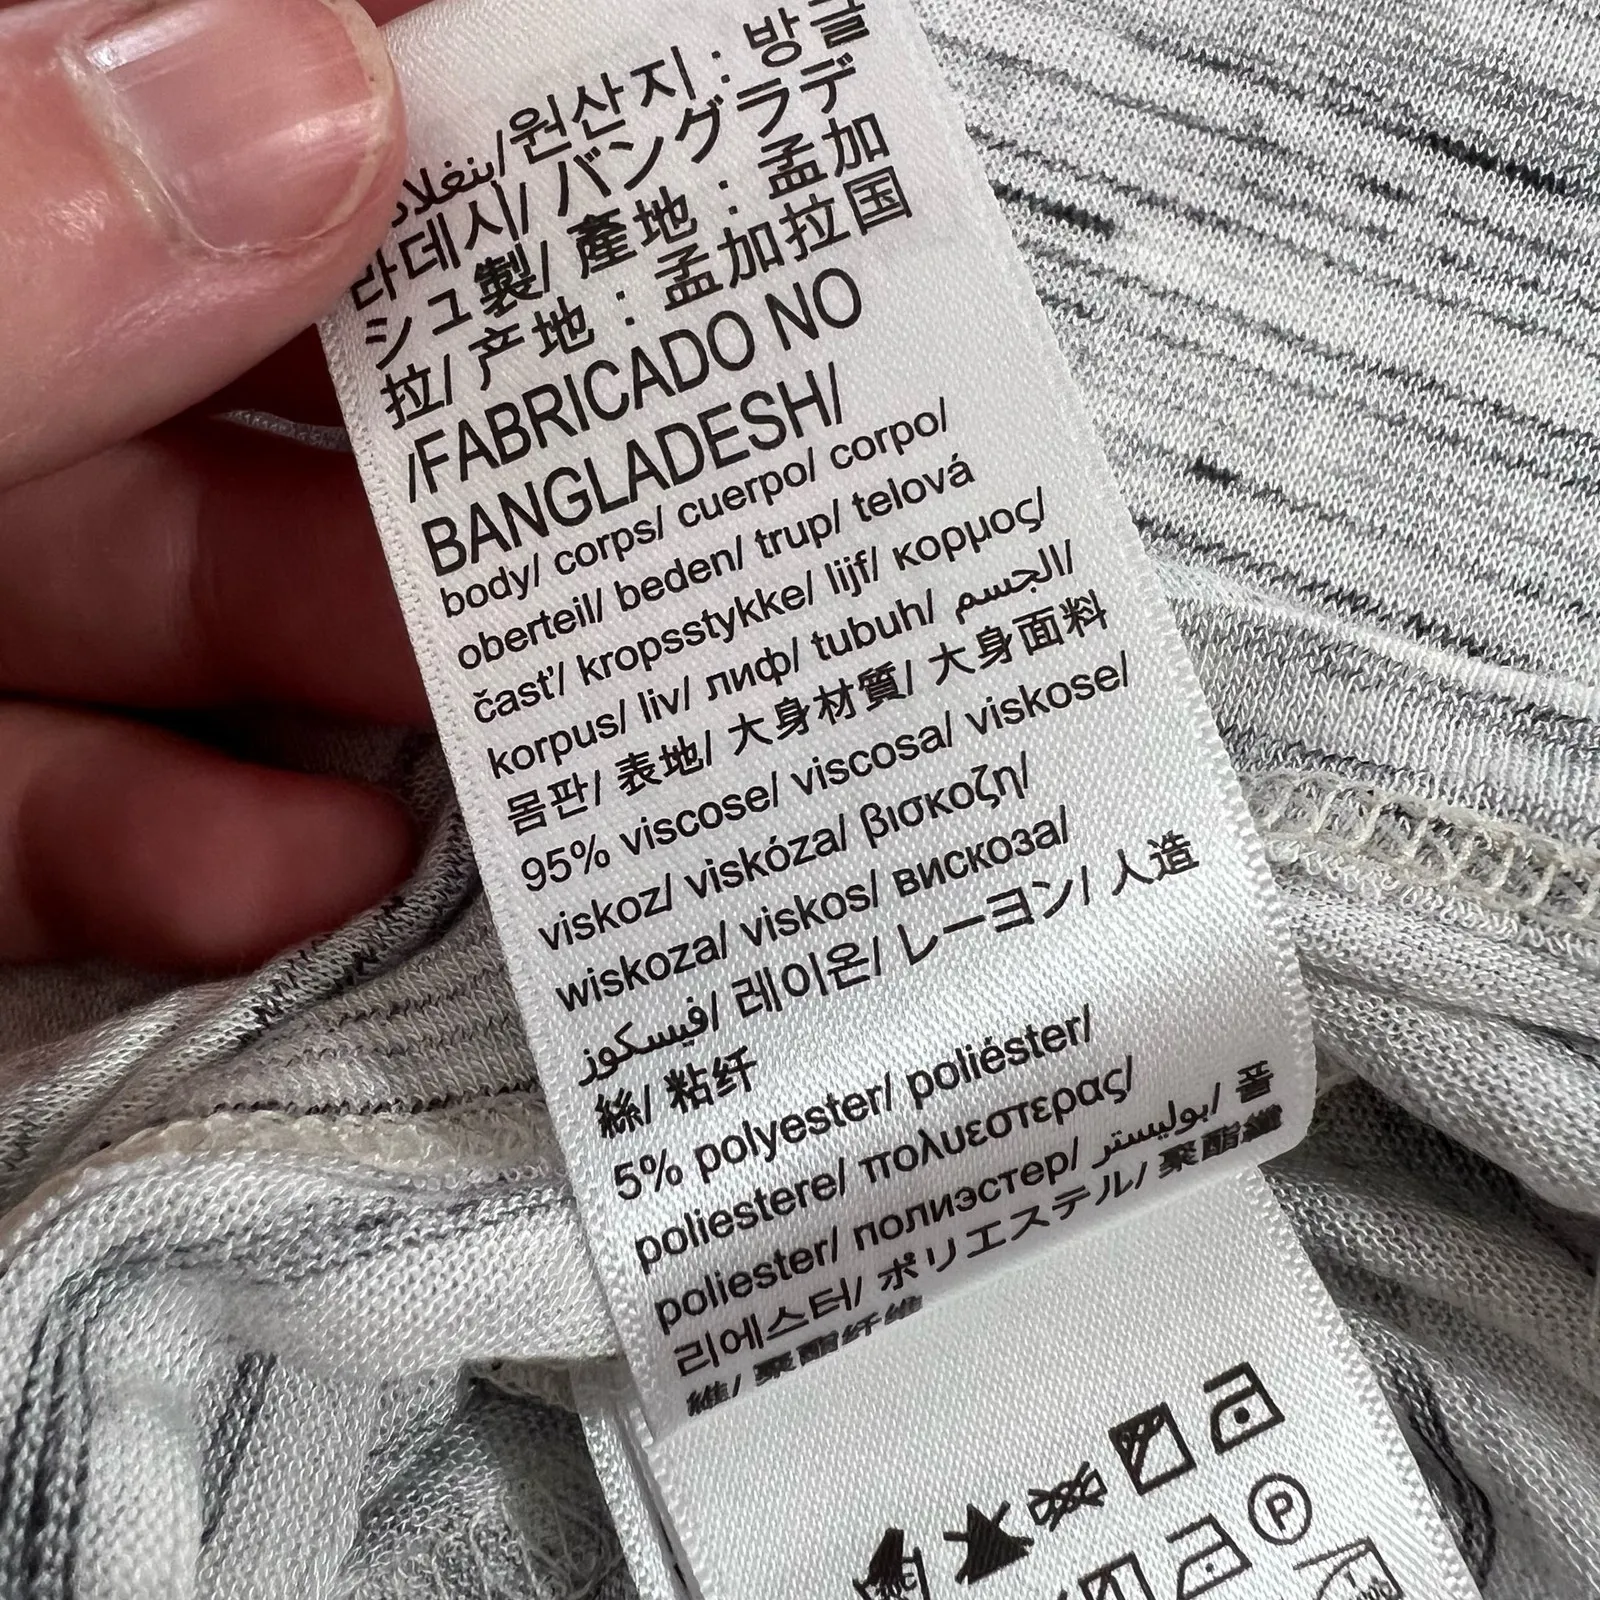 بنغلاد/원산지 : 방글
라데시/ バングラデ
シュ製/ 產地 : 孟加
拉/ 产地 : 孟加拉国
/FABRICADO NO
BANGLADESH/
body/ corps/ cuerpo/ corpo/
oberteil/ beden/ trup/ telová
časť/ kropsstykke/ lijf/ κορμος/
korpus/ liv/ лиф/ tubuh/ الجسم/
몸판/ 表地/ 大身材質/ 大身面料
95% viscose/ viscosa/ viskose/
viskoz/ viskóza/ βισκοζη/
wiskoza/ viskos/ вискоза/
فيسكوز/ 레이온/ レーヨン/ 人造
絲/ 粘纤
5% polyester/ poliéster/
poliestere/ πολυεστερας/
poliester/ полиэстер/ بوليستر/ 폴
리에스터/ ポリエステル/ 聚酯纖
維/ 聚酯纤维
P